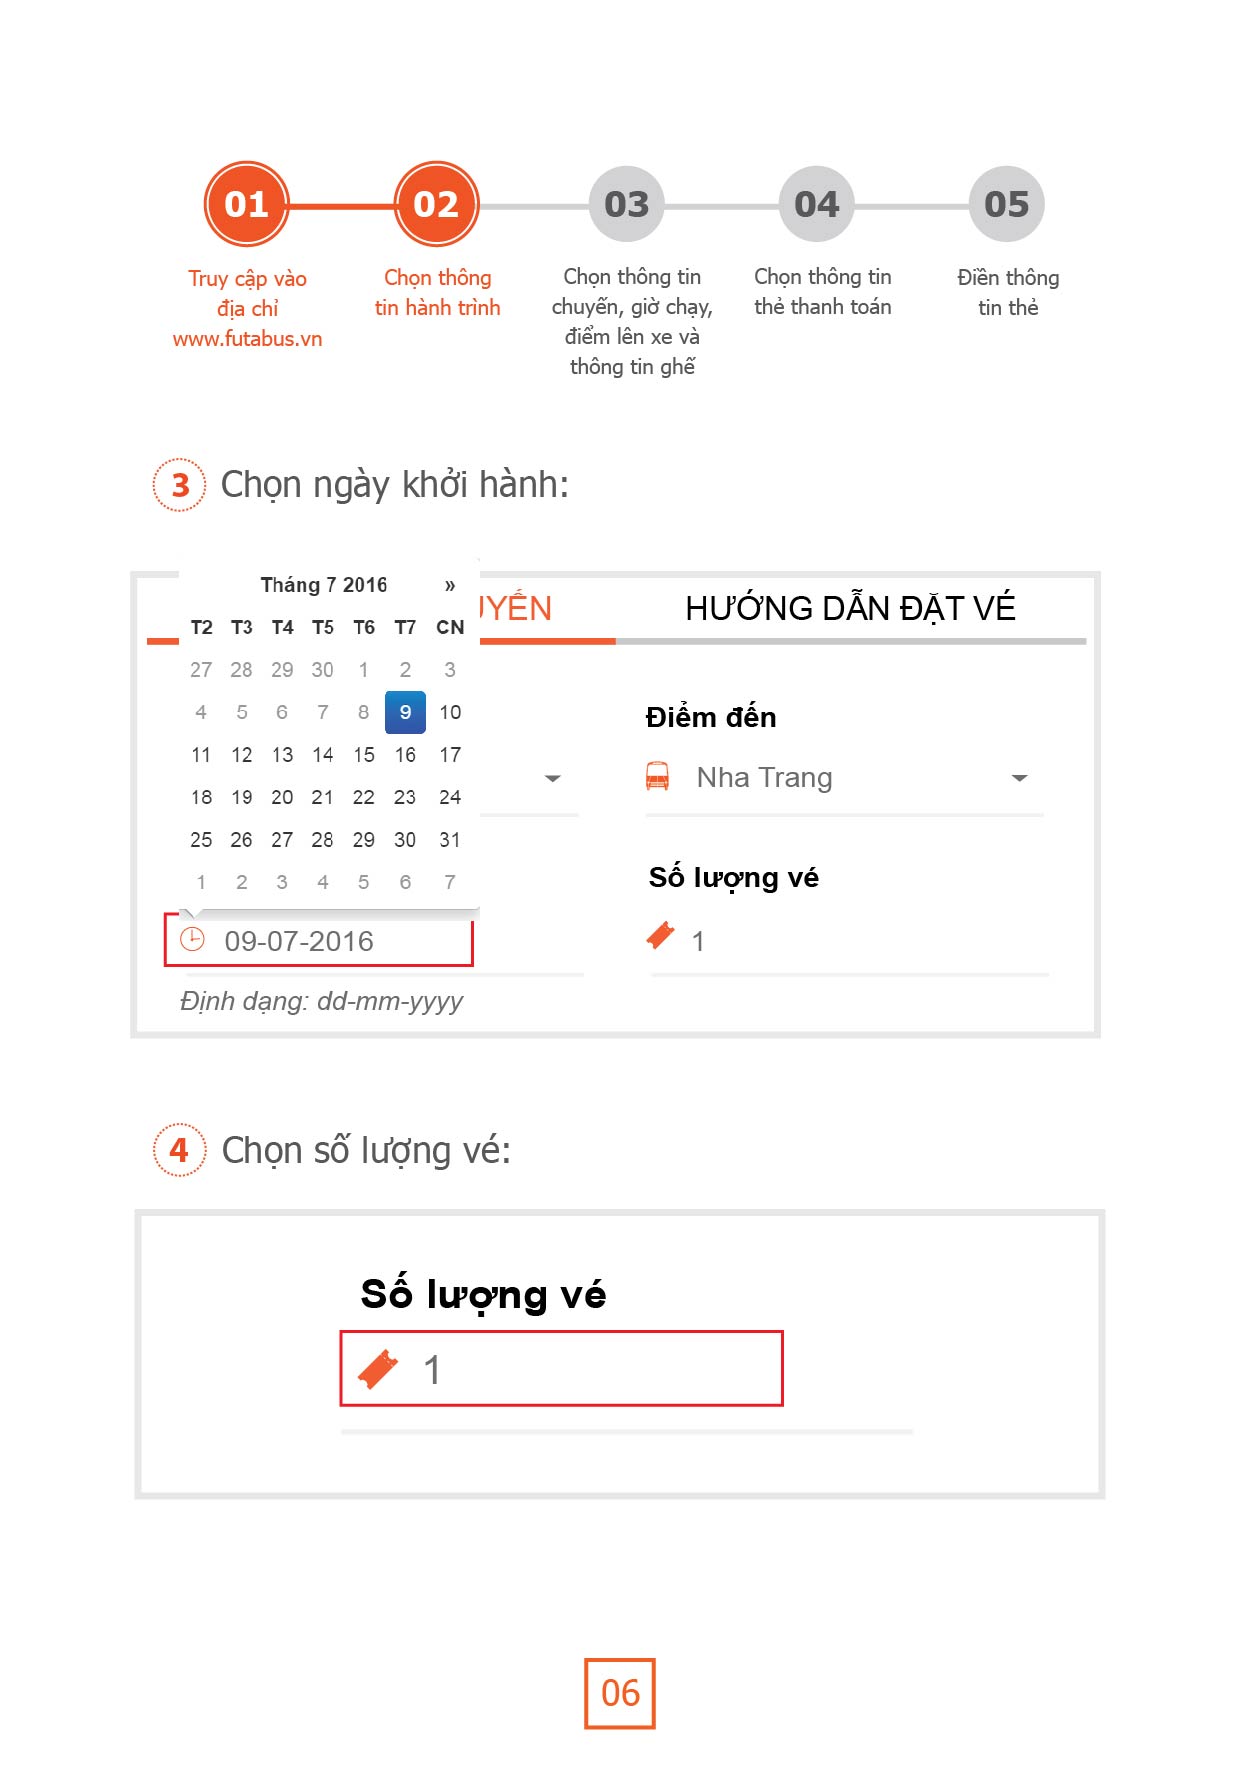 01
02
03
04
05
Truy cập vào
địa chỉ
www.futabus.vn
Chọn thông
tin hành trình
Chọn thông tin
chuyến, giờ chạy,
điểm lên xe và
thông tin ghế
Chọn thông tin
thẻ thanh toán
Điền thông
tin thẻ
3 Chọn ngày khởi hành:
Tháng 7 2016 »
T2 T3 T4 T5 T6 T7 CN
27 28 29 30 1 2 3
4 5 6 7 8 9 10
11 12 13 14 15 16 17
18 19 20 21 22 23 24
25 26 27 28 29 30 31
1 2 3 4 5 6 7
09-07-2016
Định dạng: dd-mm-yyyy
HƯỚNG DẪN ĐẶT VÉ
Điểm đến
Nha Trang
Số lượng vé
1
4 Chọn số lượng vé:
Số lượng vé
1
06